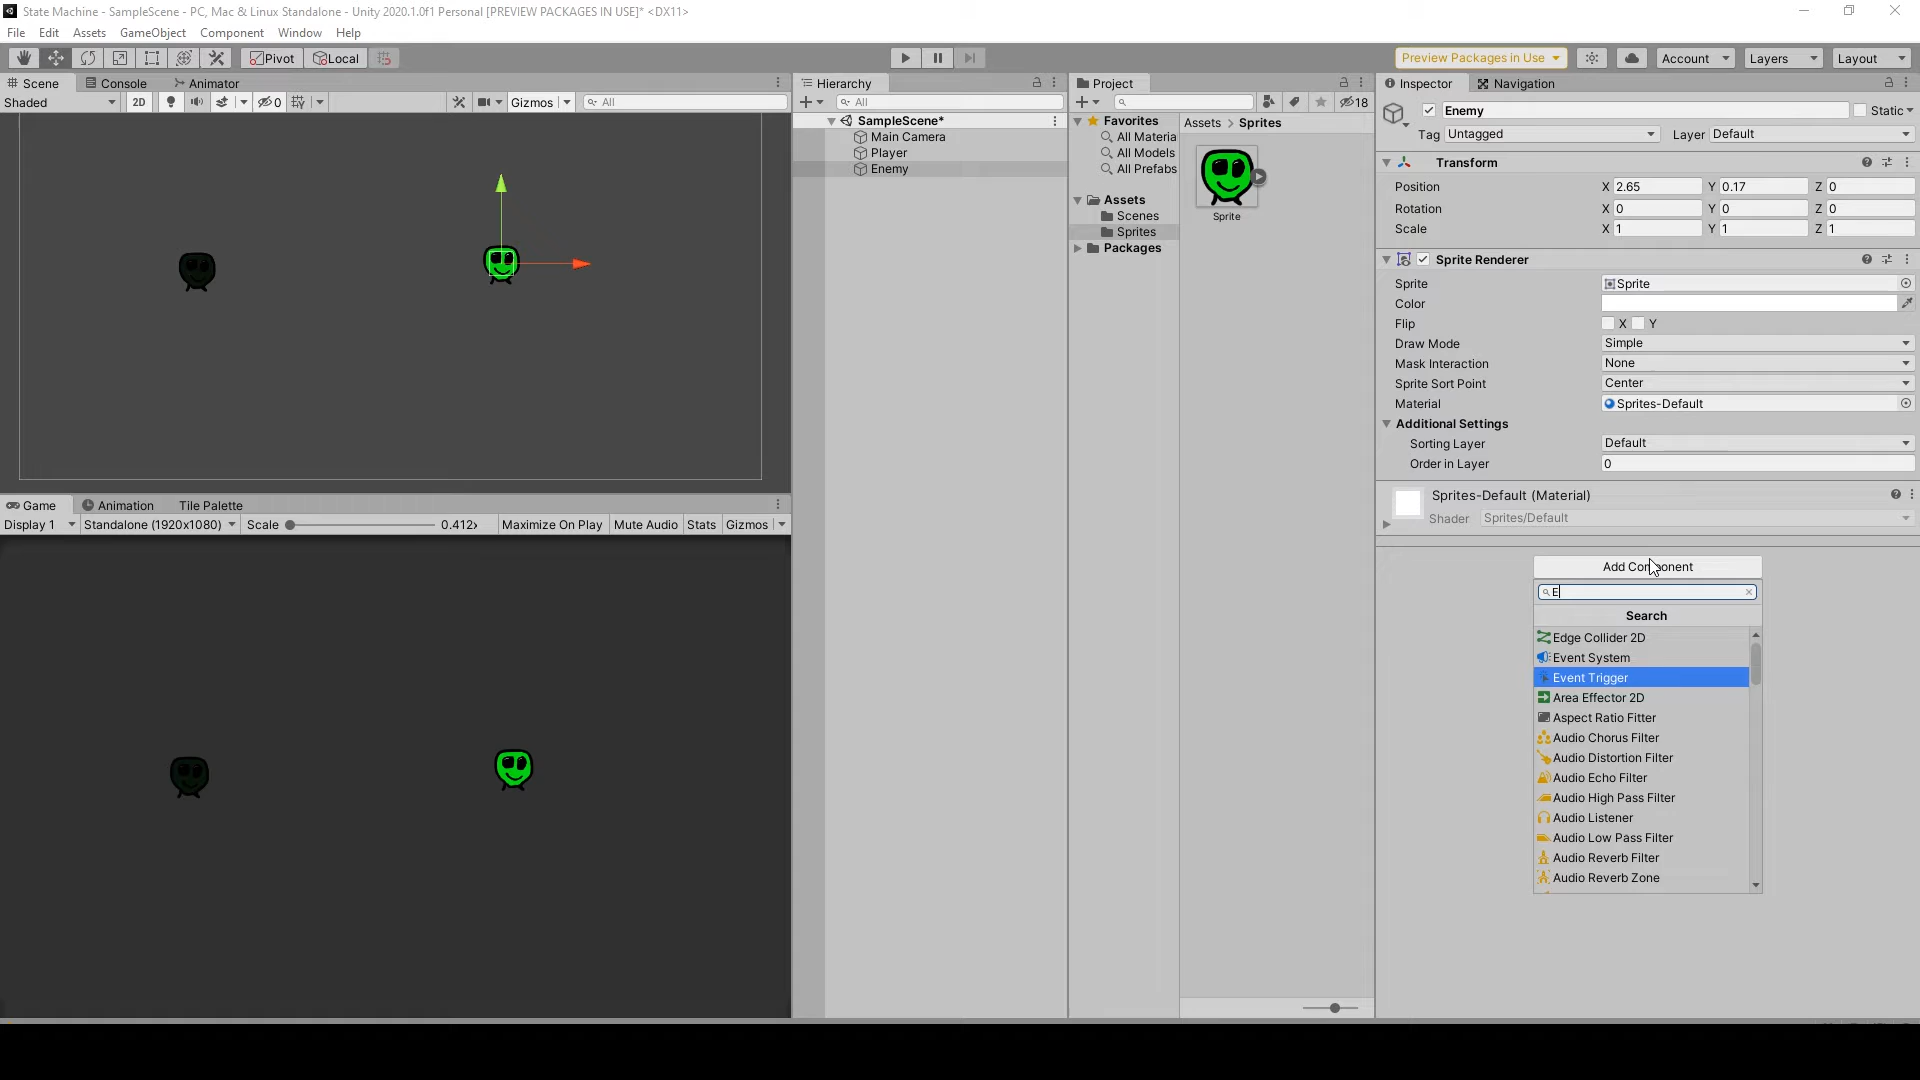 State Machine - SampleScene - PC, Mac & Linux Standalone - Unity 2020.1.0f1 Personal [PREVIEW PACKAGES IN USE]* <DX11>
File Edit Assets GameObject Component Window Help
Pivot Local Preview Packages in Use Account Layers Layout
Scene Console Animator
Shaded 2D 0 Gizmos All
Hierarchy
All
SampleScene*
Main Camera
Player
Enemy
Project
18
Favorites
All Materia
All Models
All Prefabs
Assets
Scenes
Sprites
Packages
Assets > Sprites
Sprite
Inspector Navigation
Enemy Static
Tag Untagged Layer Default
Transform
Position X 2.65 Y 0.17 Z 0
Rotation X 0 Y 0 Z 0
Scale X 1 Y 1 Z 1
Sprite Renderer
Sprite Sprite
Color
Flip X Y
Draw Mode Simple
Mask Interaction None
Sprite Sort Point Center
Material Sprites-Default
Additional Settings
Sorting Layer Default
Order in Layer 0
Sprites-Default (Material)
Shader Sprites/Default
Add Component
E
Search
Edge Collider 2D
Event System
Event Trigger
Area Effector 2D
Aspect Ratio Fitter
Audio Chorus Filter
Audio Distortion Filter
Audio Echo Filter
Audio High Pass Filter
Audio Listener
Audio Low Pass Filter
Audio Reverb Filter
Audio Reverb Zone
Game Animation Tile Palette
Display 1 Standalone (1920x1080) Scale 0.412x Maximize On Play Mute Audio Stats Gizmos